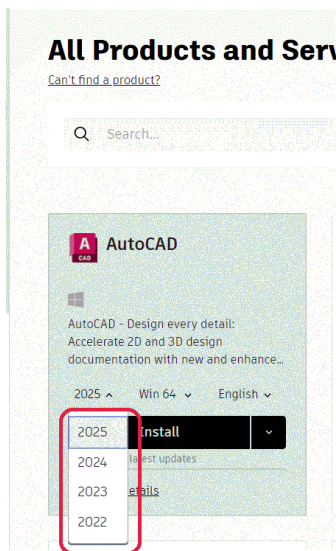 All Products and Serv
Can't find a product?
Search...
A
CAD
AutoCAD
AutoCAD - Design every detail:
Accelerate 2D and 3D design
documentation with new and enhance...
2025 Win 64 English
2025 Install
2024 latest updates
2023 etails
2022